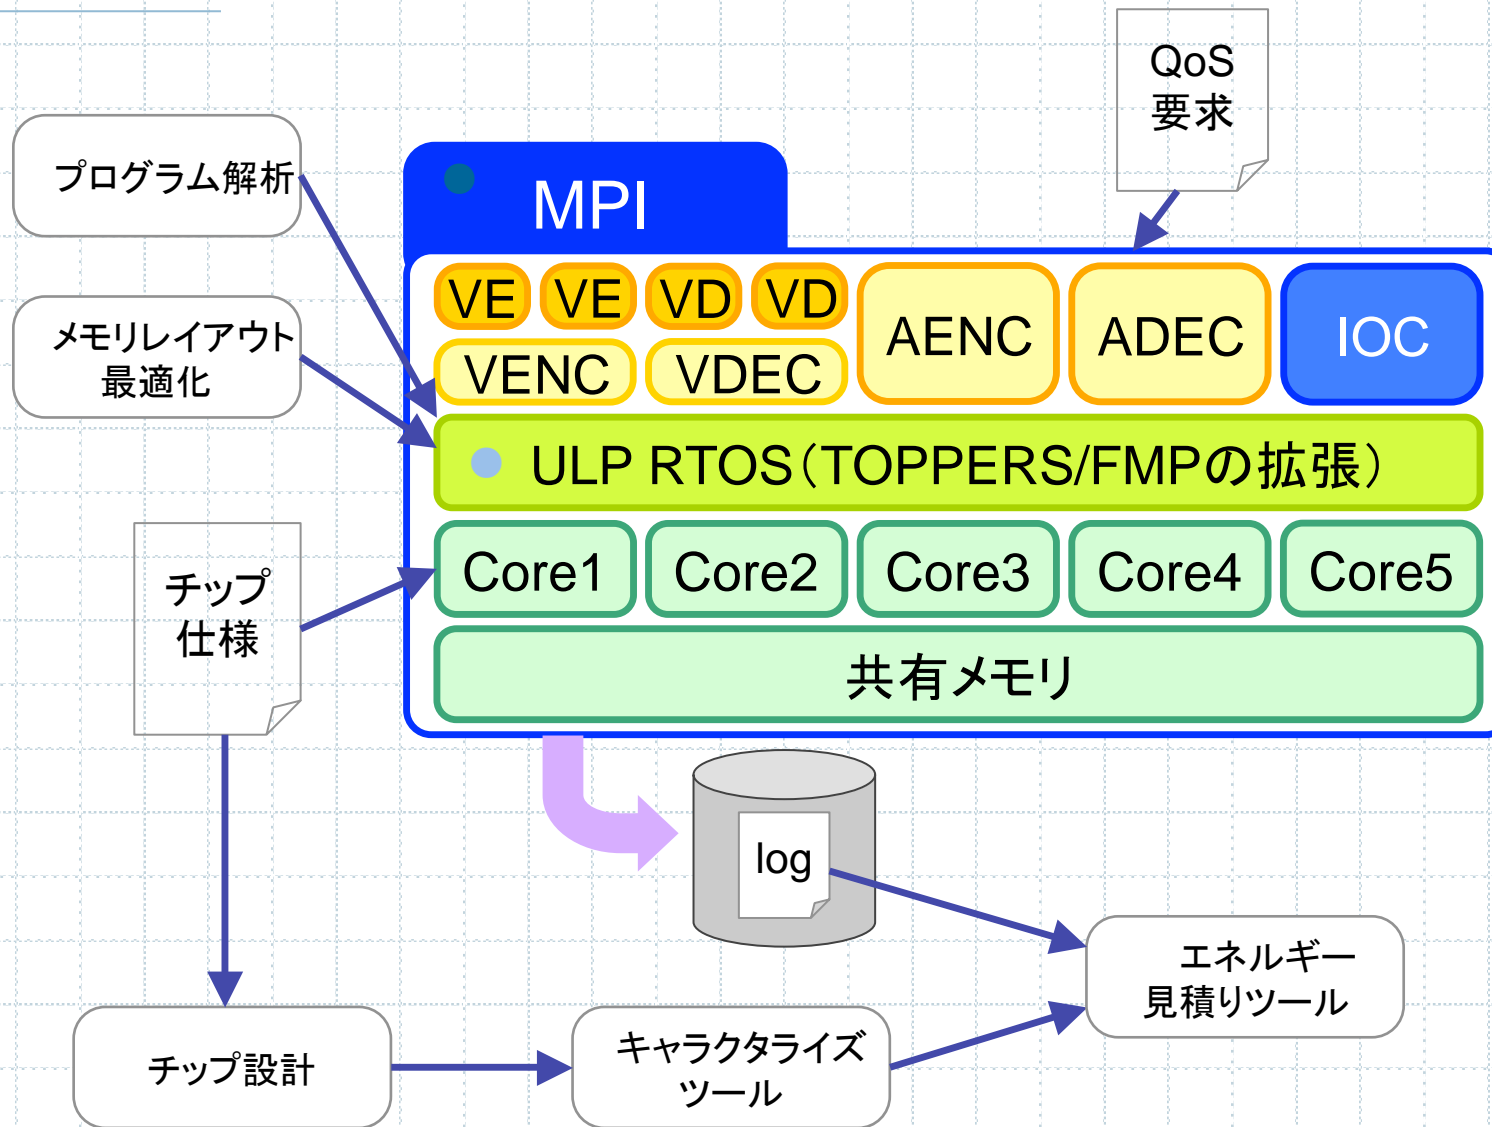 QoS
要求
プログラム解析
MPI
メモリレイアウト
最適化
VE VE VD VD
VENC VDEC
AENC ADEC IOC
ULP RTOS(TOPPERS/FMPの拡張)
チップ
仕様
Core1 Core2 Core3 Core4 Core5
共有メモリ
log
エネルギー
見積りツール
チップ設計
キャラクタライズ
ツール